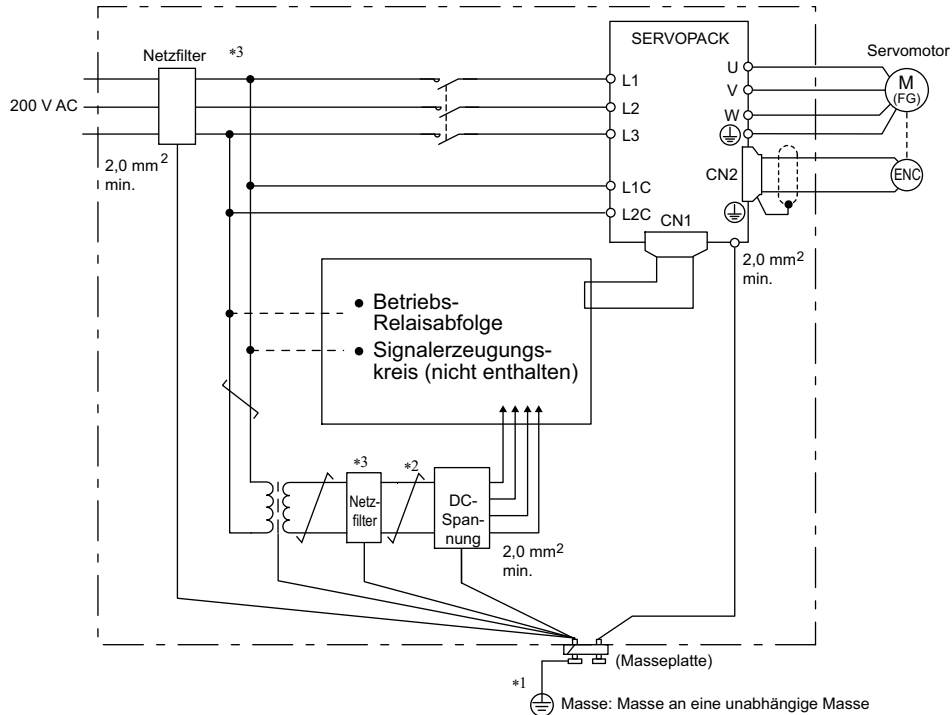 SERVOPACK
Servomotor
Netzfilter *3
U
M
(FG)
L1
V
200 V AC
L2
W
L3
2,0 mm² min.
CN2
ENC
L1C
L2C
CN1
2,0 mm²
min.
• Betriebs-
Relaisabfolge
• Signalerzeugungs-
kreis (nicht enthalten)
*3
*2
Netz-
filter
DC-
Span-
nung
2,0 mm²
min.
(Masseplatte)
*1
Masse: Masse an eine unabhängige Masse